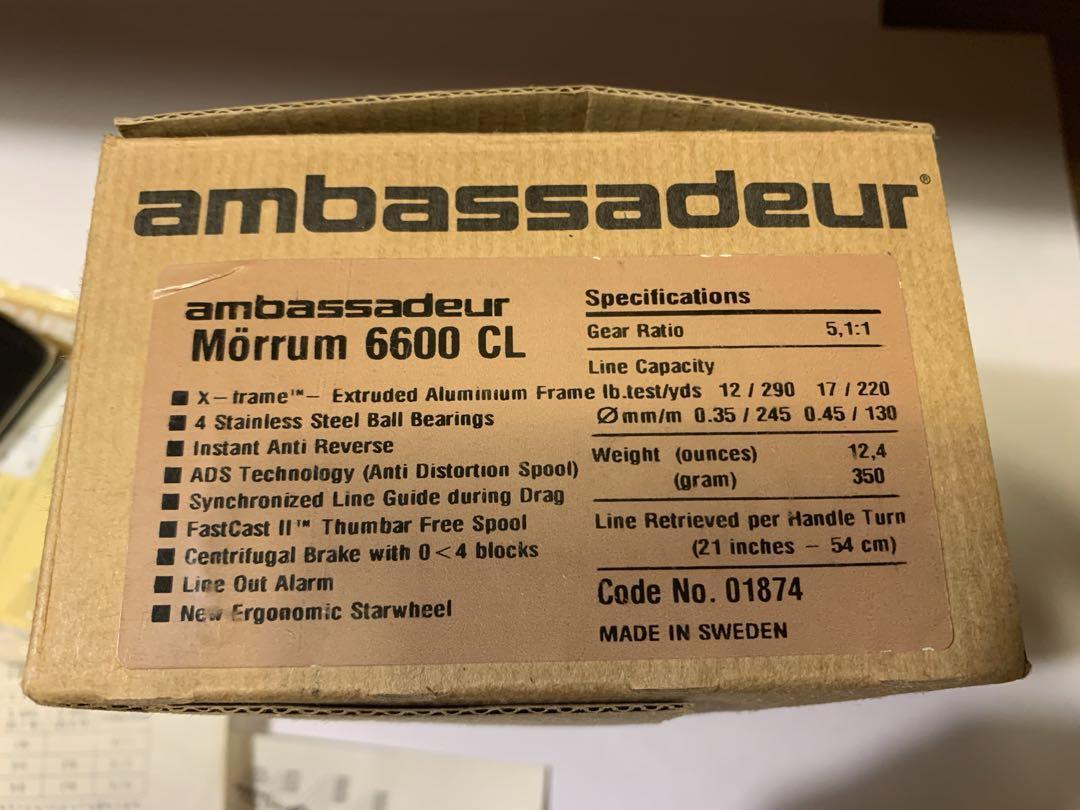 ambassadeur®
ambassadeur
Mörrum 6600 CL
■ X–frame™– Extruded Aluminium Frame
■ 4 Stainless Steel Ball Bearings
■ Instant Anti Reverse
■ ADS Technology (Anti Distortion Spool)
■ Synchronized Line Guide during Drag
■ FastCast II™ Thumbar Free Spool
■ Centrifugal Brake with 0<4 blocks
■ Line Out Alarm
■ New Ergonomic Starwheel
Specifications
Gear Ratio 5,1:1
Line Capacity
lb.test/yds 12 / 290 17 / 220
Ømm/m 0.35 / 245 0.45 / 130
Weight (ounces) 12,4
(gram) 350
Line Retrieved per Handle Turn
(21 inches – 54 cm)
Code No. 01874
MADE IN SWEDEN